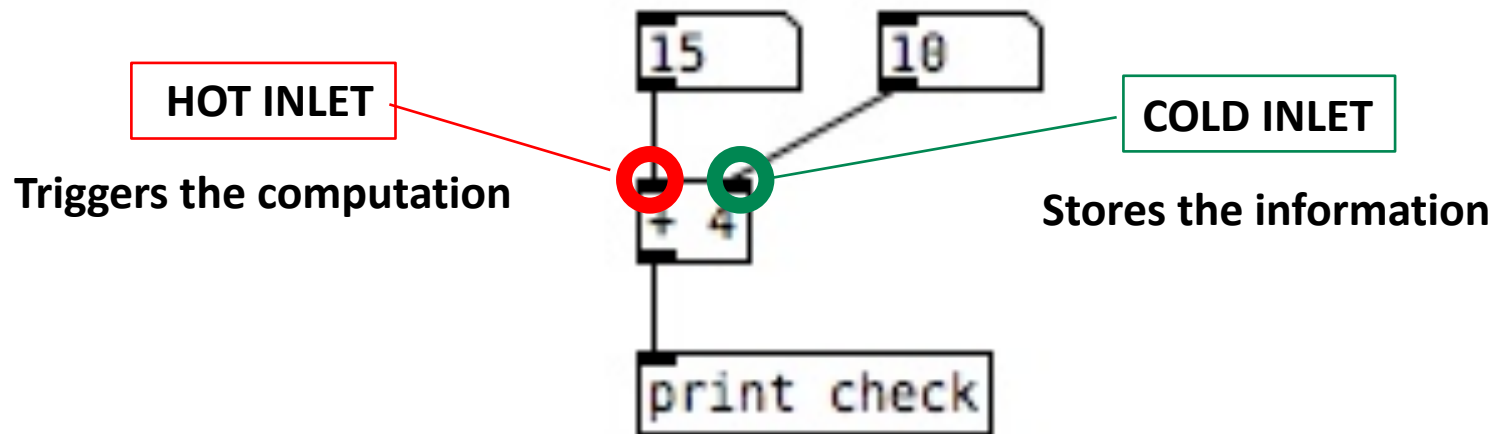 15
10
HOT INLET
COLD INLET
Triggers the computation
Stores the information
+ 4
print check